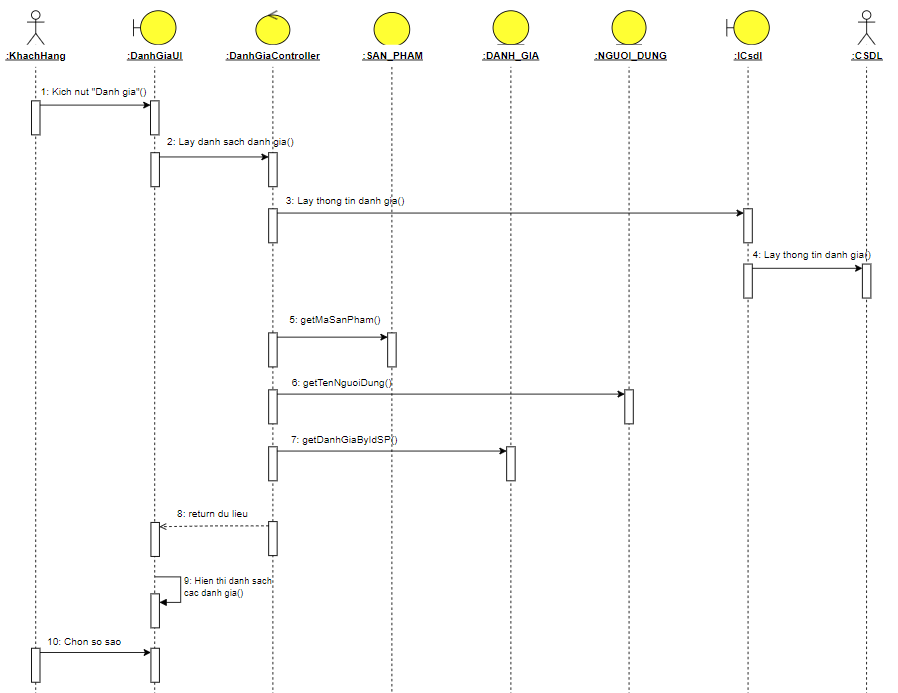 :KhachHang
:DanhGiaUI
:DanhGiaController
:SAN_PHAM
:DANH_GIA
:NGUOI_DUNG
:ICsdl
:CSDL
1: Kich nut "Danh gia"()
2: Lay danh sach danh gia()
3: Lay thong tin danh gia()
4: Lay thong tin danh gia()
5: getMaSanPham()
6: getTenNguoiDung()
7: getDanhGiaByIdSP()
8: return du lieu
9: Hien thi danh sach
cac danh gia()
10: Chon so sao